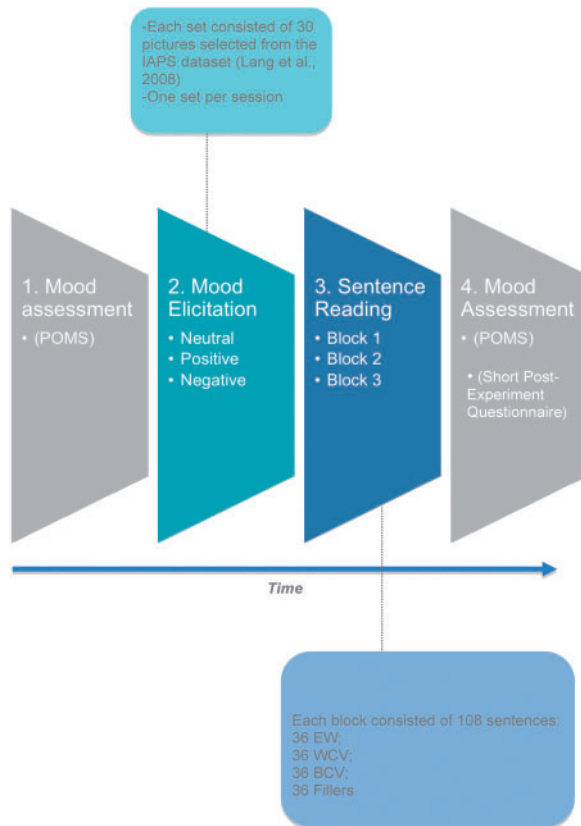 -Each set consisted of 30
pictures selected from the
IAPS dataset (Lang et al.,
2008)
-One set per session
1. Mood
assessment
• (POMS)
2. Mood
Elicitation
• Neutral
• Positive
• Negative
3. Sentence
Reading
• Block 1
• Block 2
• Block 3
4. Mood
Assessment
• (POMS)
• (Short Post-
Experiment
Questionnaire)
Time
Each block consisted of 108 sentences:
36 EW;
36 WCV;
36 BCV;
36 Fillers